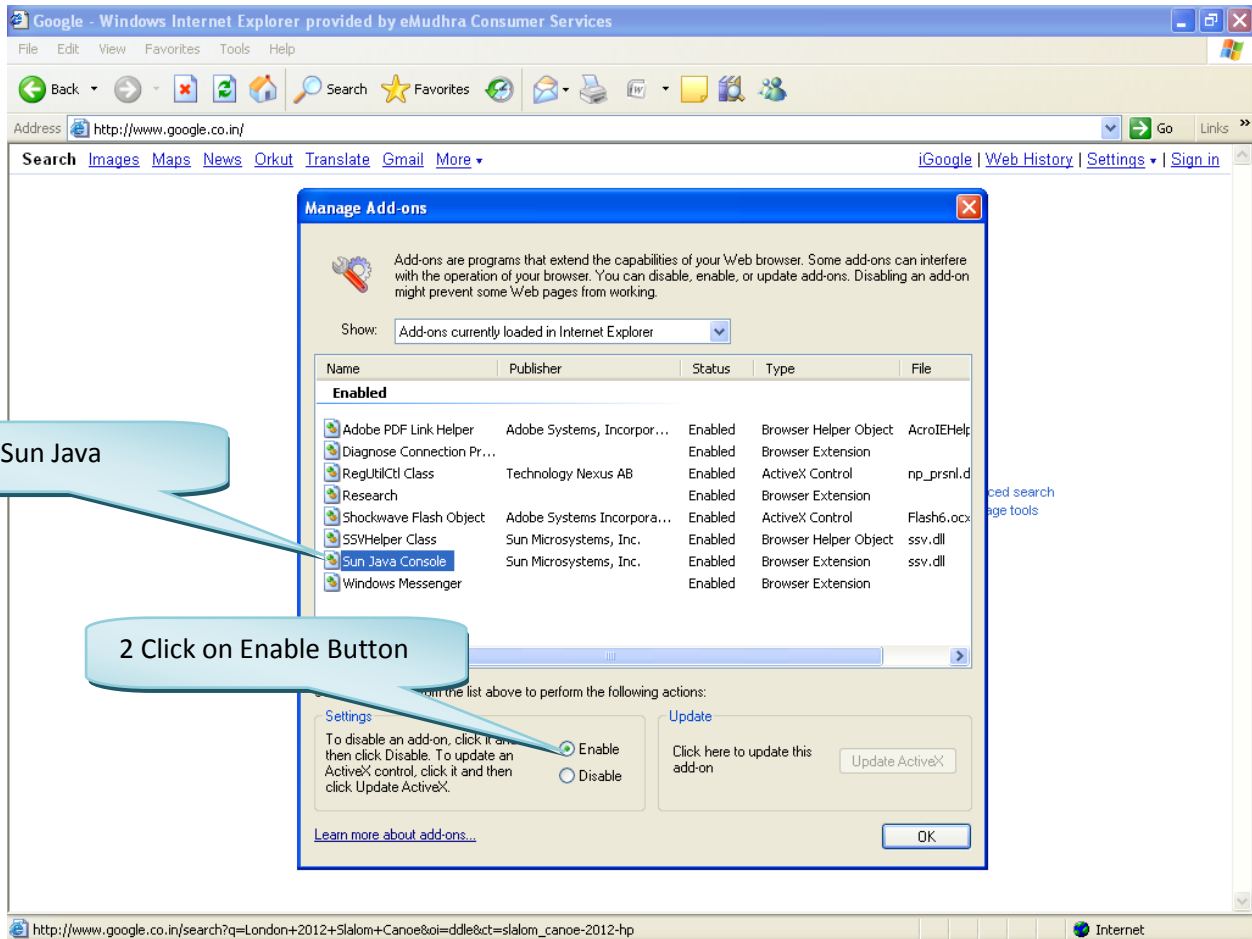 Google - Windows Internet Explorer provided by eMudhra Consumer Services
File Edit View Favorites Tools Help
Back Search Favorites
Address http://www.google.co.in/ Go Links »
Search Images Maps News Orkut Translate Gmail More iGoogle | Web History | Settings | Sign in
Manage Add-ons
Add-ons are programs that extend the capabilities of your Web browser. Some add-ons can interfere
with the operation of your browser. You can disable, enable, or update add-ons. Disabling an add-on
might prevent some Web pages from working.
Show: Add-ons currently loaded in Internet Explorer
Name Publisher Status Type File
Enabled
Adobe PDF Link Helper Adobe Systems, Incorpor... Enabled Browser Helper Object AcroIEHelp
Diagnose Connection Pr... Enabled Browser Extension
RegUtilCtl Class Technology Nexus AB Enabled ActiveX Control np_prsnl.d
Research Enabled Browser Extension
Shockwave Flash Object Adobe Systems Incorpora... Enabled ActiveX Control Flash6.ocx
SSVHelper Class Sun Microsystems, Inc. Enabled Browser Helper Object ssv.dll
Sun Java Console Sun Microsystems, Inc. Enabled Browser Extension ssv.dll
Windows Messenger Enabled Browser Extension
Sun Java
ced search
age tools
2 Click on Enable Button
from the list above to perform the following actions:
Settings
To disable an add-on, click it and
then click Disable. To update an
ActiveX control, click it and then
click Update ActiveX.
Enable
Disable
Update
Click here to update this
add-on
Update ActiveX
Learn more about add-ons...
OK
http://www.google.co.in/search?q=London+2012+Slalom+Canoe&oi=ddle&ct=slalom_canoe-2012-hp Internet